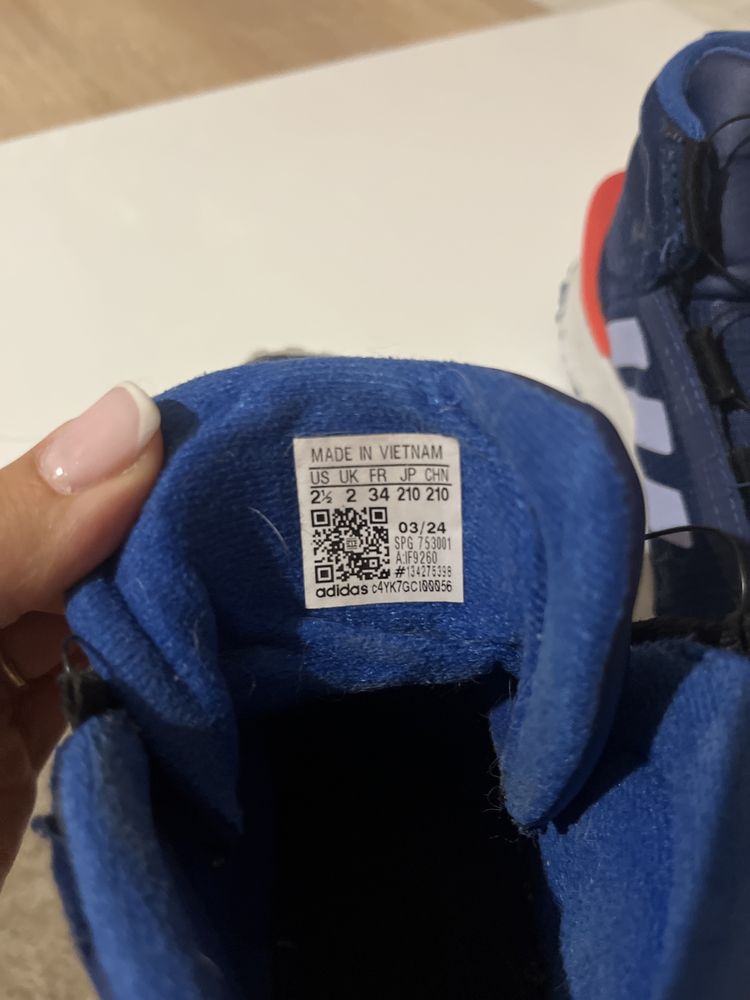 MADE IN VIETNAM
US UK FR JP CHN
2½ 2 34 210 210
03/24
SPG 753001
A:IF9260
#134275398
adidas c4YK7GCI00056